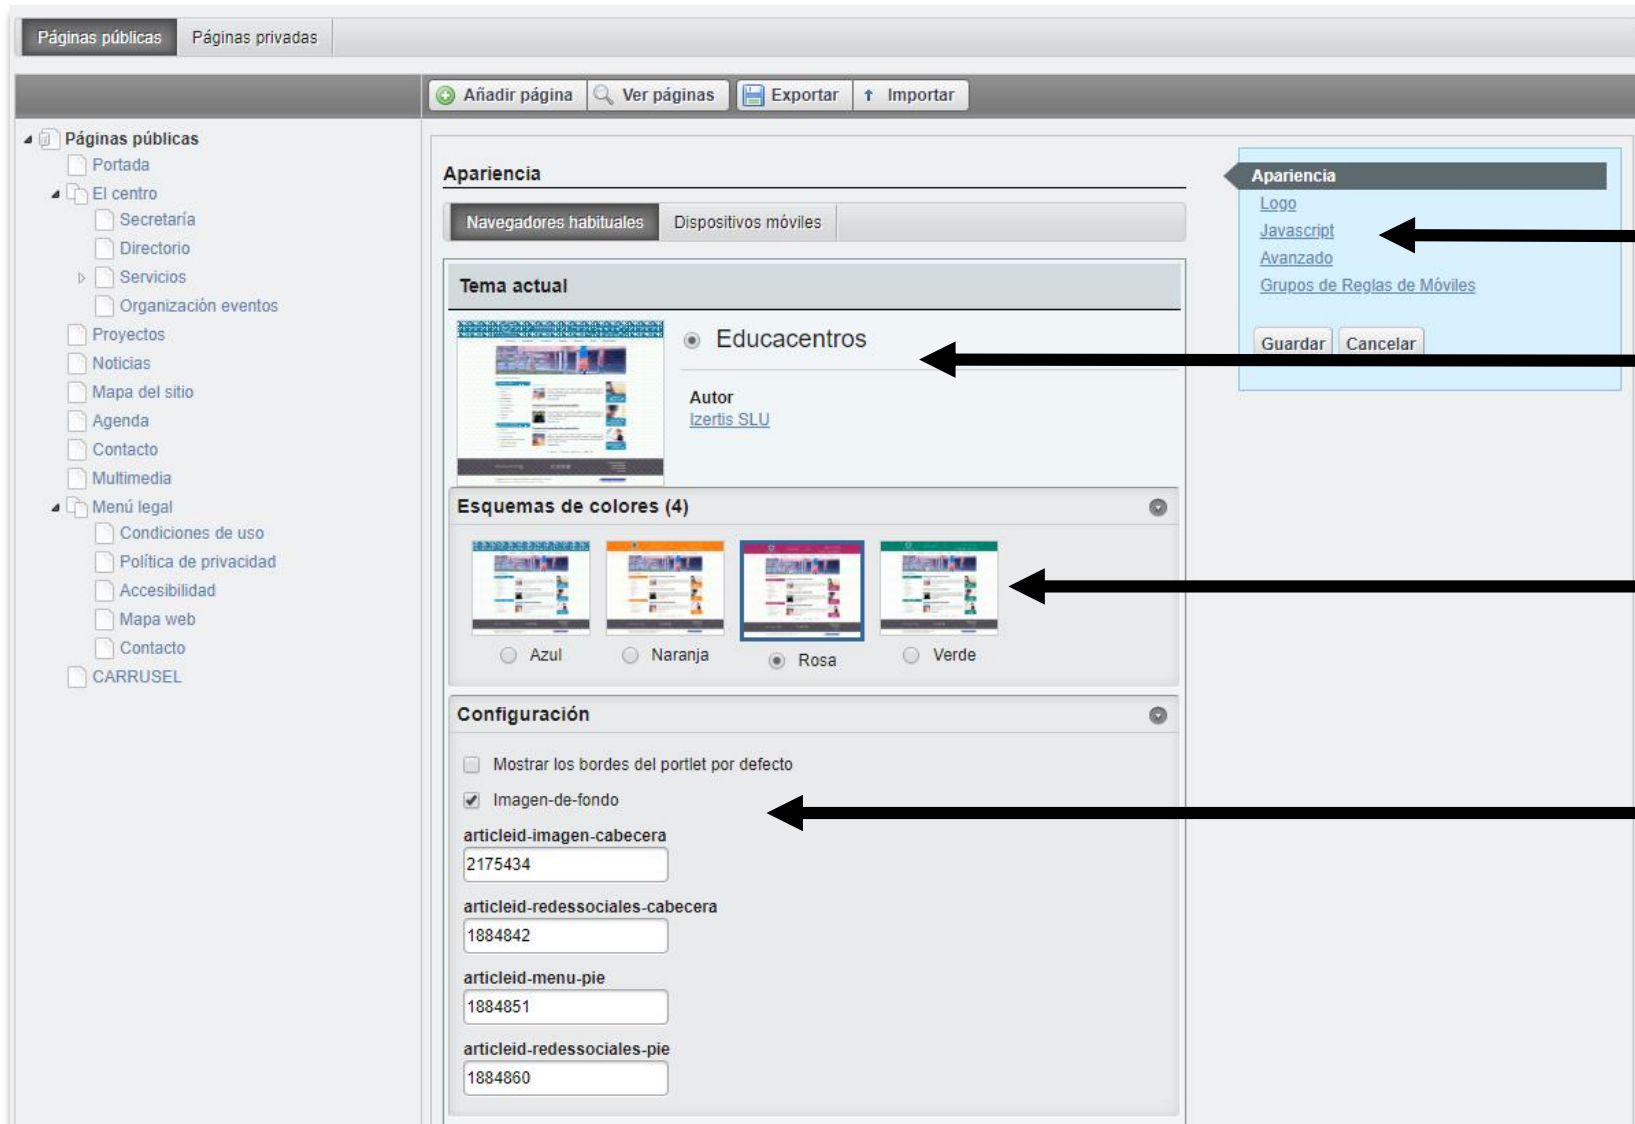 Páginas públicas Páginas privadas
Añadir página Ver páginas Exportar Importar
Páginas públicas
Portada
El centro
Secretaría
Directorio
Servicios
Organización eventos
Proyectos
Noticias
Mapa del sitio
Agenda
Contacto
Multimedia
Menú legal
Condiciones de uso
Política de privacidad
Accesibilidad
Mapa web
Contacto
CARRUSEL
Apariencia
Navegadores habituales Dispositivos móviles
Tema actual
Educacentros
Autor
Izertis SLU
Esquemas de colores (4)
Azul Naranja Rosa Verde
Configuración
Mostrar los bordes del portlet por defecto
Imagen-de-fondo
articleid-imagen-cabecera
2175434
articleid-redessociales-cabecera
1884842
articleid-menu-pie
1884851
articleid-redessociales-pie
1884860
Apariencia
Logo
Javascript
Avanzado
Grupos de Reglas de Móviles
Guardar Cancelar